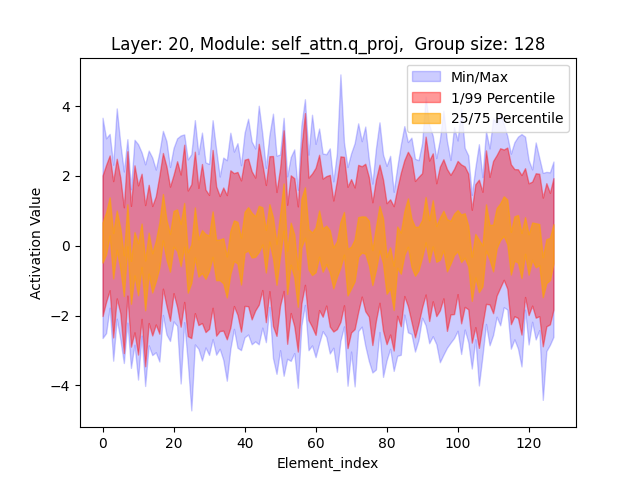 Layer: 20, Module: self_attn.q_proj,  Group size: 128
Min/Max
1/99 Percentile
25/75 Percentile
Activation Value
4
2
0
−2
−4
0 20 40 60 80 100 120
Element_index